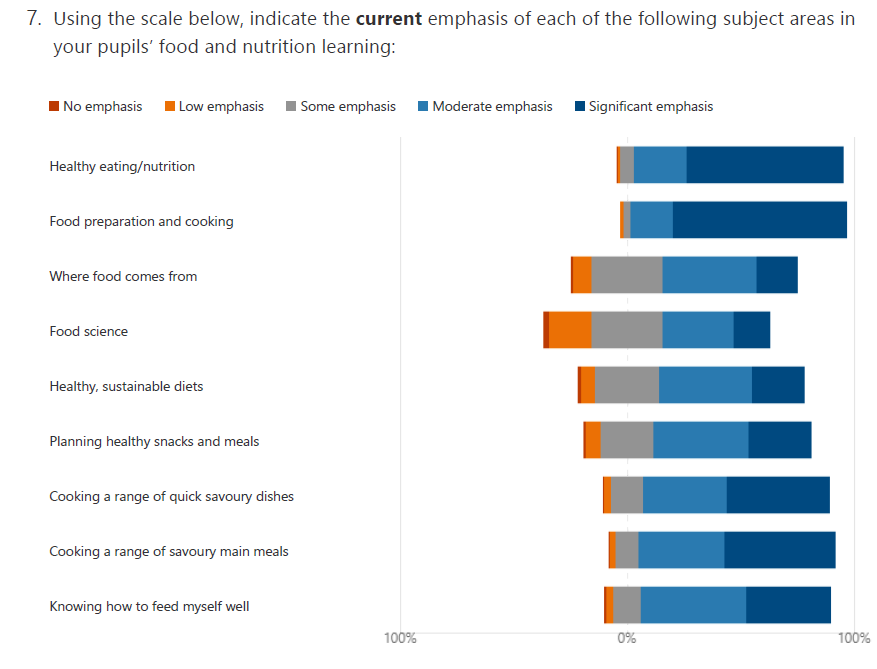 7. Using the scale below, indicate the current emphasis of each of the following subject areas in
your pupils’ food and nutrition learning:
No emphasis Low emphasis Some emphasis Moderate emphasis Significant emphasis
Healthy eating/nutrition
Food preparation and cooking
Where food comes from
Food science
Healthy, sustainable diets
Planning healthy snacks and meals
Cooking a range of quick savoury dishes
Cooking a range of savoury main meals
Knowing how to feed myself well
100% 0% 100%